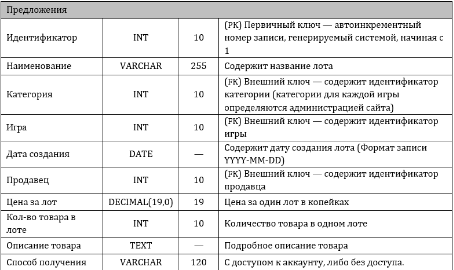 Предложения
Идентификатор INT 10 (PK) Первичный ключ — автоинкрементный
номер записи, генерируемый системой, начиная с
1
Наименование VARCHAR 255 Содержит название лота
Категория INT 10 (FK) Внешний ключ — содержит идентификатор
категории (категории для каждой игры
определяются администрацией сайта)
Игра INT 10 (FK) Внешний ключ — содержит идентификатор
игры
Дата создания DATE — Содержит дату создания лота (Формат записи
YYYY-MM-DD)
Продавец INT 10 (FK) Внешний ключ — содержит идентификатор
продавца
Цена за лот DECIMAL(19,0) 19 Цена за один лот в копейках
Кол-во товара в
лоте INT 10 Количество товара в одном лоте
Описание товара TEXT — Подробное описание товара
Способ получения VARCHAR 120 С доступом к аккаунту, либо без доступа.